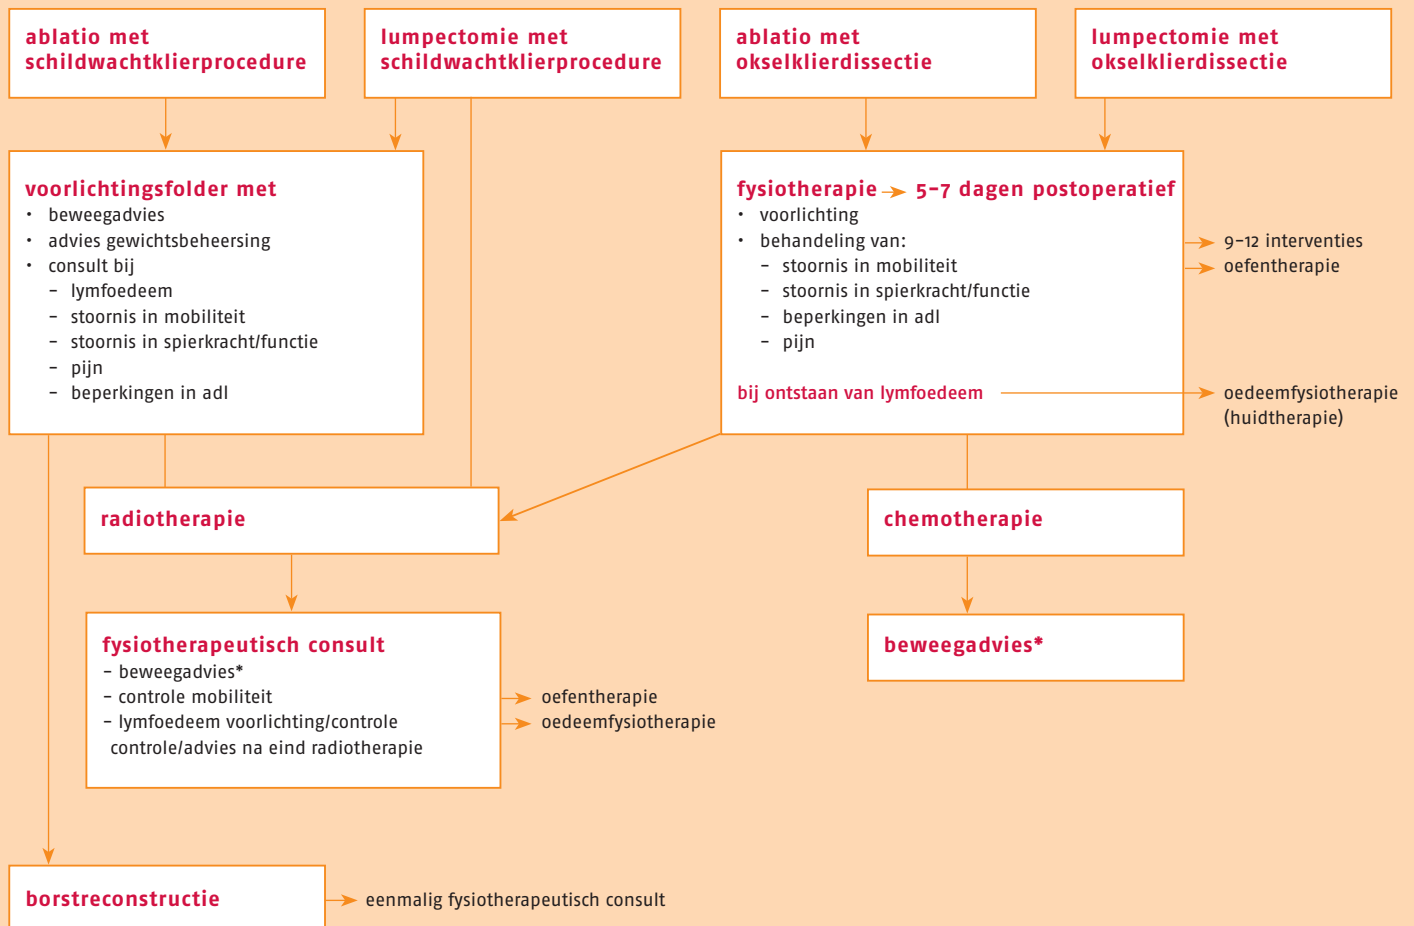 ablatio met
schildwachtklierprocedure
lumpectomie met
schildwachtklierprocedure
ablatio met
okselklierdissectie
lumpectomie met
okselklierdissectie
voorlichtingsfolder met
• beweegadvies
• advies gewichtsbeheersing
• consult bij
– lymfoedeem
– stoornis in mobiliteit
– stoornis in spierkracht/functie
– pijn
– beperkingen in adl
fysiotherapie 5-7 dagen postoperatief
• voorlichting
• behandeling van:
– stoornis in mobiliteit
– stoornis in spierkracht/functie
– beperkingen in adl
– pijn
bij ontstaan van lymfoedeem
9-12 interventies
oefentherapie
oedeemfysiotherapie
(huidtherapie)
radiotherapie
chemotherapie
fysiotherapeutisch consult
– beweegadvies*
– controle mobiliteit
– lymfoedeem voorlichting/controle
controle/advies na eind radiotherapie
oefentherapie
oedeemfysiotherapie
beweegadvies*
borstreconstructie
eenmalig fysiotherapeutisch consult